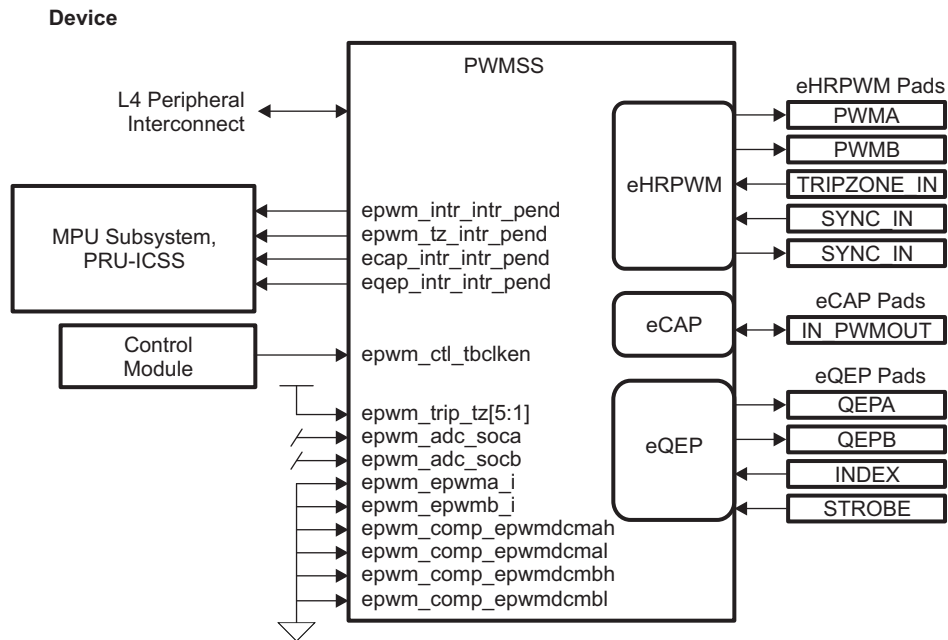 Device
PWMSS
L4 Peripheral
Interconnect
MPU Subsystem,
PRU-ICSS
epwm_intr_intr_pend
epwm_tz_intr_pend
ecap_intr_intr_pend
eqep_intr_intr_pend
Control
Module
epwm_ctl_tbclken
epwm_trip_tz[5:1]
epwm_adc_soca
epwm_adc_socb
epwm_epwma_i
epwm_epwmb_i
epwm_comp_epwmdcmah
epwm_comp_epwmdcmal
epwm_comp_epwmdcmbh
epwm_comp_epwmdcmbl
eHRPWM
eHRPWM Pads
PWMA
PWMB
TRIPZONE_IN
SYNC_IN
SYNC_IN
eCAP
eCAP Pads
IN_PWMOUT
eQEP
eQEP Pads
QEPA
QEPB
INDEX
STROBE